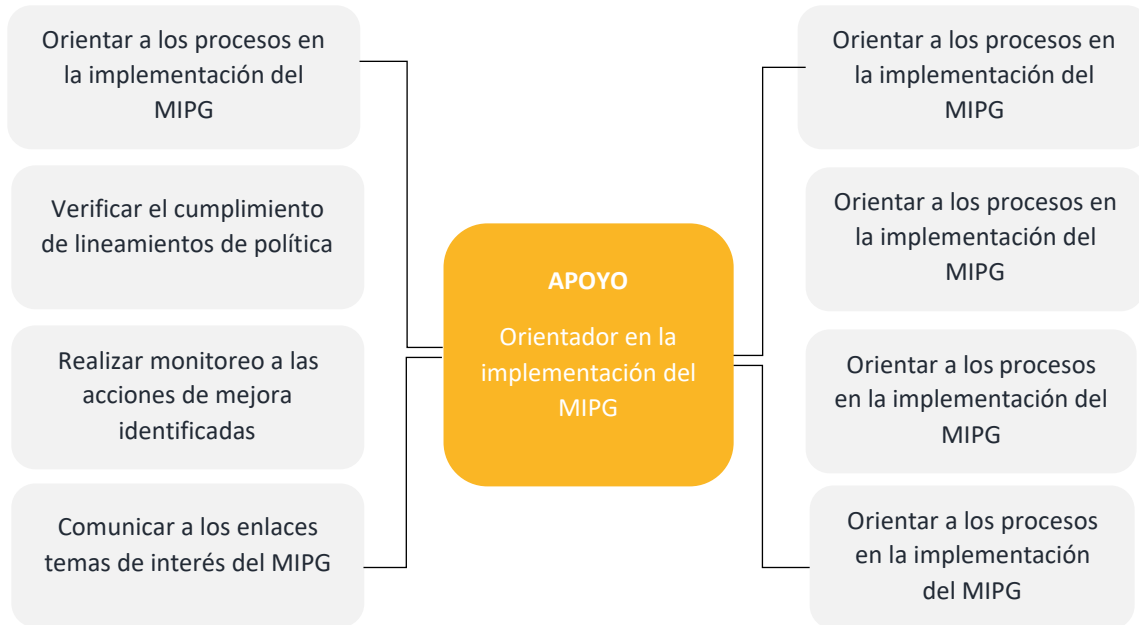 Orientar a los procesos en
la implementación del
MIPG
Verificar el cumplimiento
de lineamientos de política
Realizar monitoreo a las
acciones de mejora
identificadas
Comunicar a los enlaces
temas de interés del MIPG
APOYO
Orientador en la
implementación del
MIPG
Orientar a los procesos en
la implementación del
MIPG
Orientar a los procesos en
la implementación del
MIPG
Orientar a los procesos
en la implementación del
MIPG
Orientar a los procesos
en la implementación
del MIPG